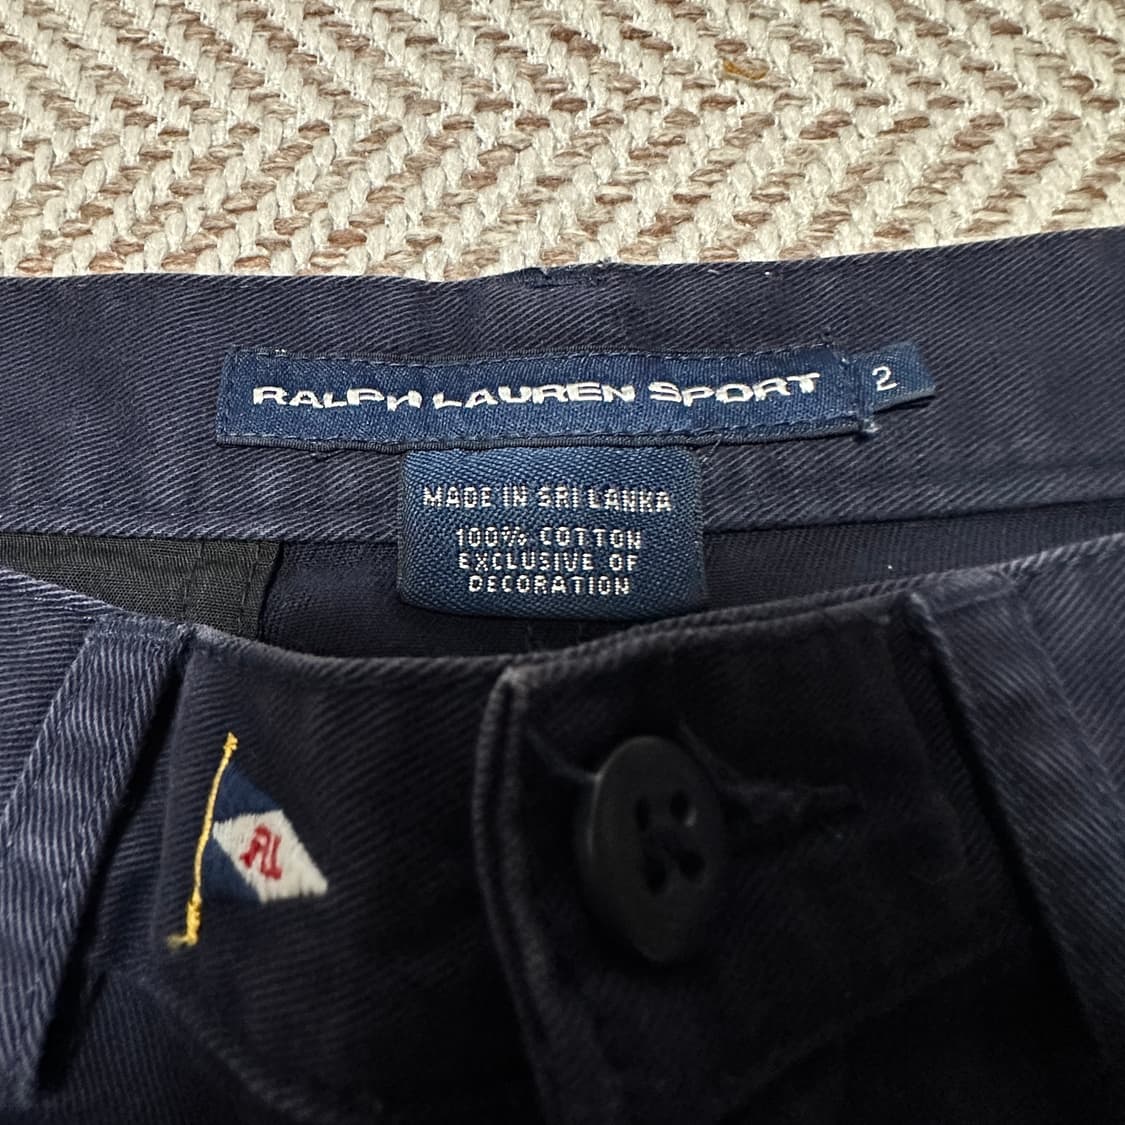 RALPH LAUREN SPORT 2
MADE IN SRI LANKA
100% COTTON
EXCLUSIVE OF
DECORATION
RL